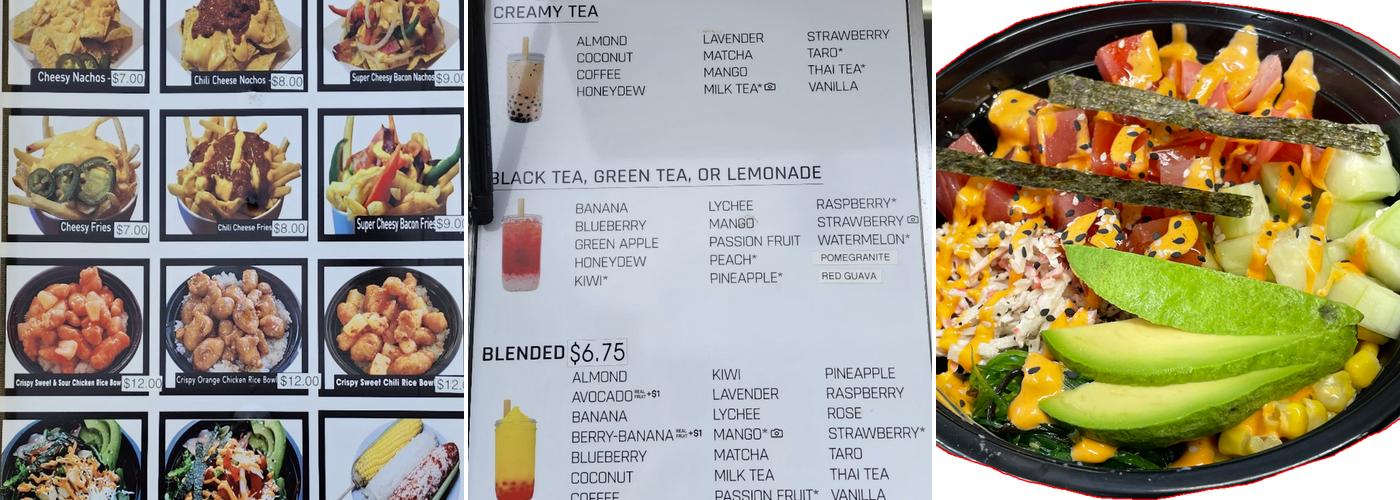 Cheesy Nachos - $7.00
Chili Cheese Nachos - $8.00
Super Cheesy Bacon Nachos $9.0
Cheesy Fries $7.00
Chili Cheese Fries $8.00
Super Cheesy Bacon Fries $9.0
Crispy Sweet & Sour Chicken Rice Bow $12.00
Crispy Orange Chicken Rice Bowl $12.00
Crispy Sweet Chili Rice Bowl $12.
CREAMY TEA
ALMOND LAVENDER STRAWBERRY
COCONUT MATCHA TARO*
COFFEE MANGO THAI TEA*
HONEYDEW MILK TEA* VANILLA
BLACK TEA, GREEN TEA, OR LEMONADE
BANANA LYCHEE RASPBERRY*
BLUEBERRY MANGO STRAWBERRY
GREEN APPLE PASSION FRUIT WATERMELON*
HONEYDEW PEACH* POMEGRANITE
KIWI* PINEAPPLE* RED GUAVA
BLENDED $6.75
ALMOND KIWI PINEAPPLE
AVOCADO REAL FRUIT +$1 LAVENDER RASPBERRY
BANANA LYCHEE ROSE
BERRY-BANANA REAL FRUIT +$1 MANGO* STRAWBERRY*
BLUEBERRY MATCHA TARO
COCONUT MILK TEA THAI TEA
COFFEE PASSION FRUIT* VANILLA